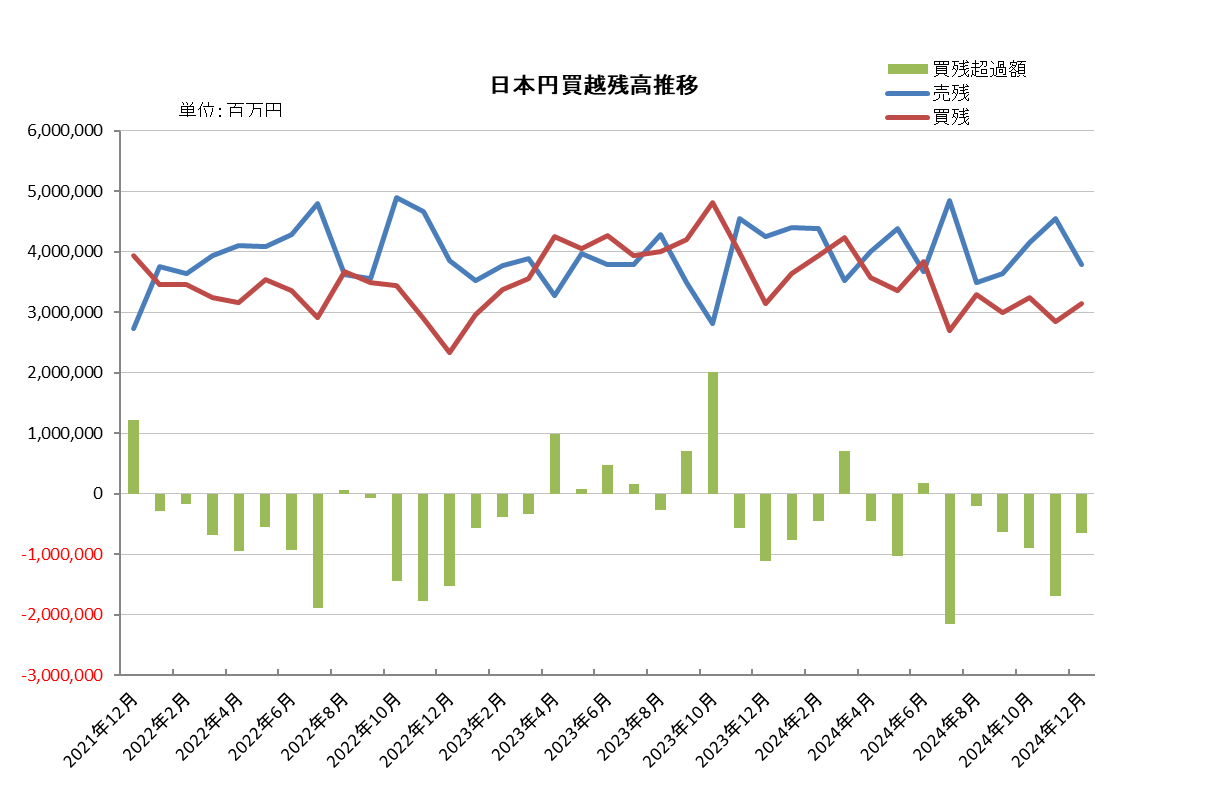 日本円買越残高推移
買残超過額
売残
買残
単位：百万円
6,000,000
5,000,000
4,000,000
3,000,000
2,000,000
1,000,000
0
-1,000,000
-2,000,000
-3,000,000
2021年12月
2022年2月
2022年4月
2022年6月
2022年8月
2022年10月
2022年12月
2023年2月
2023年4月
2023年6月
2023年8月
2023年10月
2023年12月
2024年2月
2024年4月
2024年6月
2024年8月
2024年10月
2024年12月